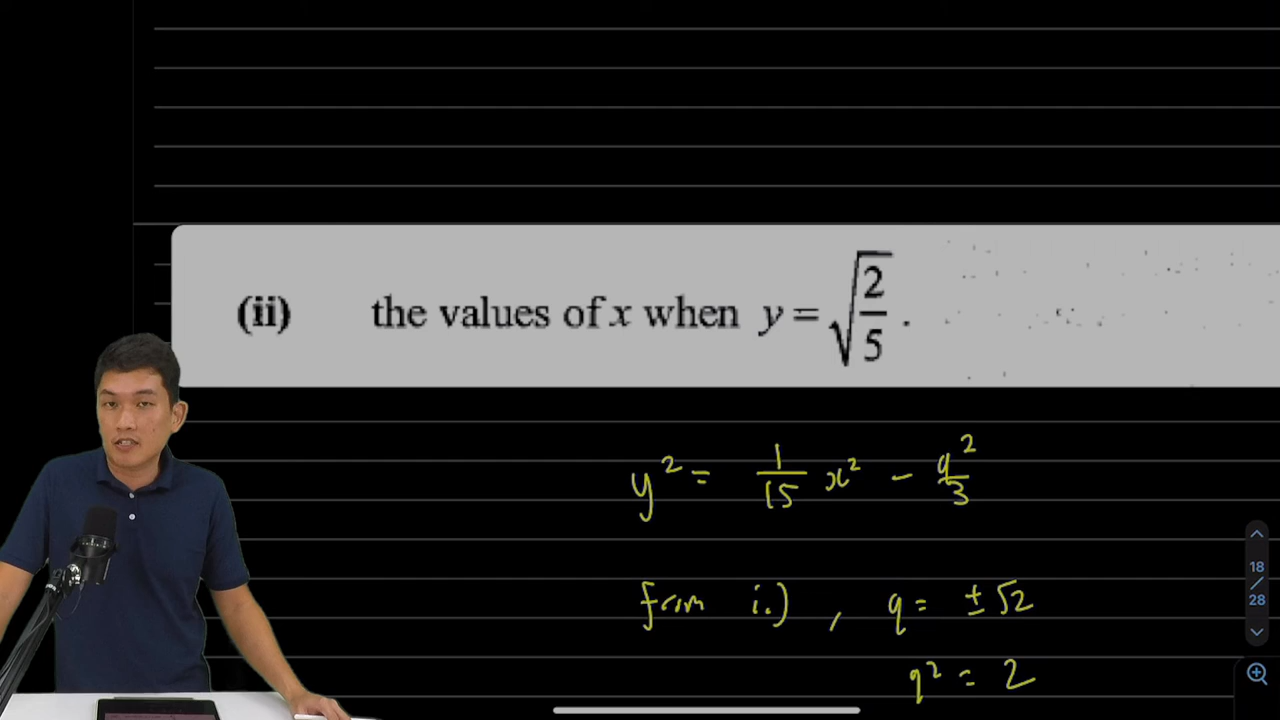 (ii) the values of x when y = √(2/5) .
y² = 1/15 x² - q²/3
from i.) , q = ±√2
q² = 2
18
/
28